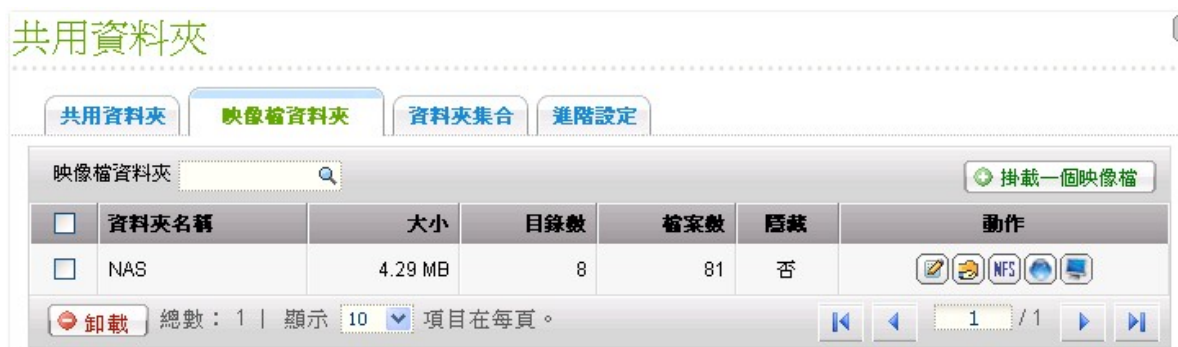 共用資料夾
共用資料夾 映像檔資料夾 資料夾集合 進階設定
映像檔資料夾 掛載一個映像檔
資料夾名稱 大小 目錄數 檔案數 隱藏 動作
NAS 4.29 MB 8 81 否 NFS
卸載 總數： 1 | 顯示 10 項目在每頁。 1 / 1